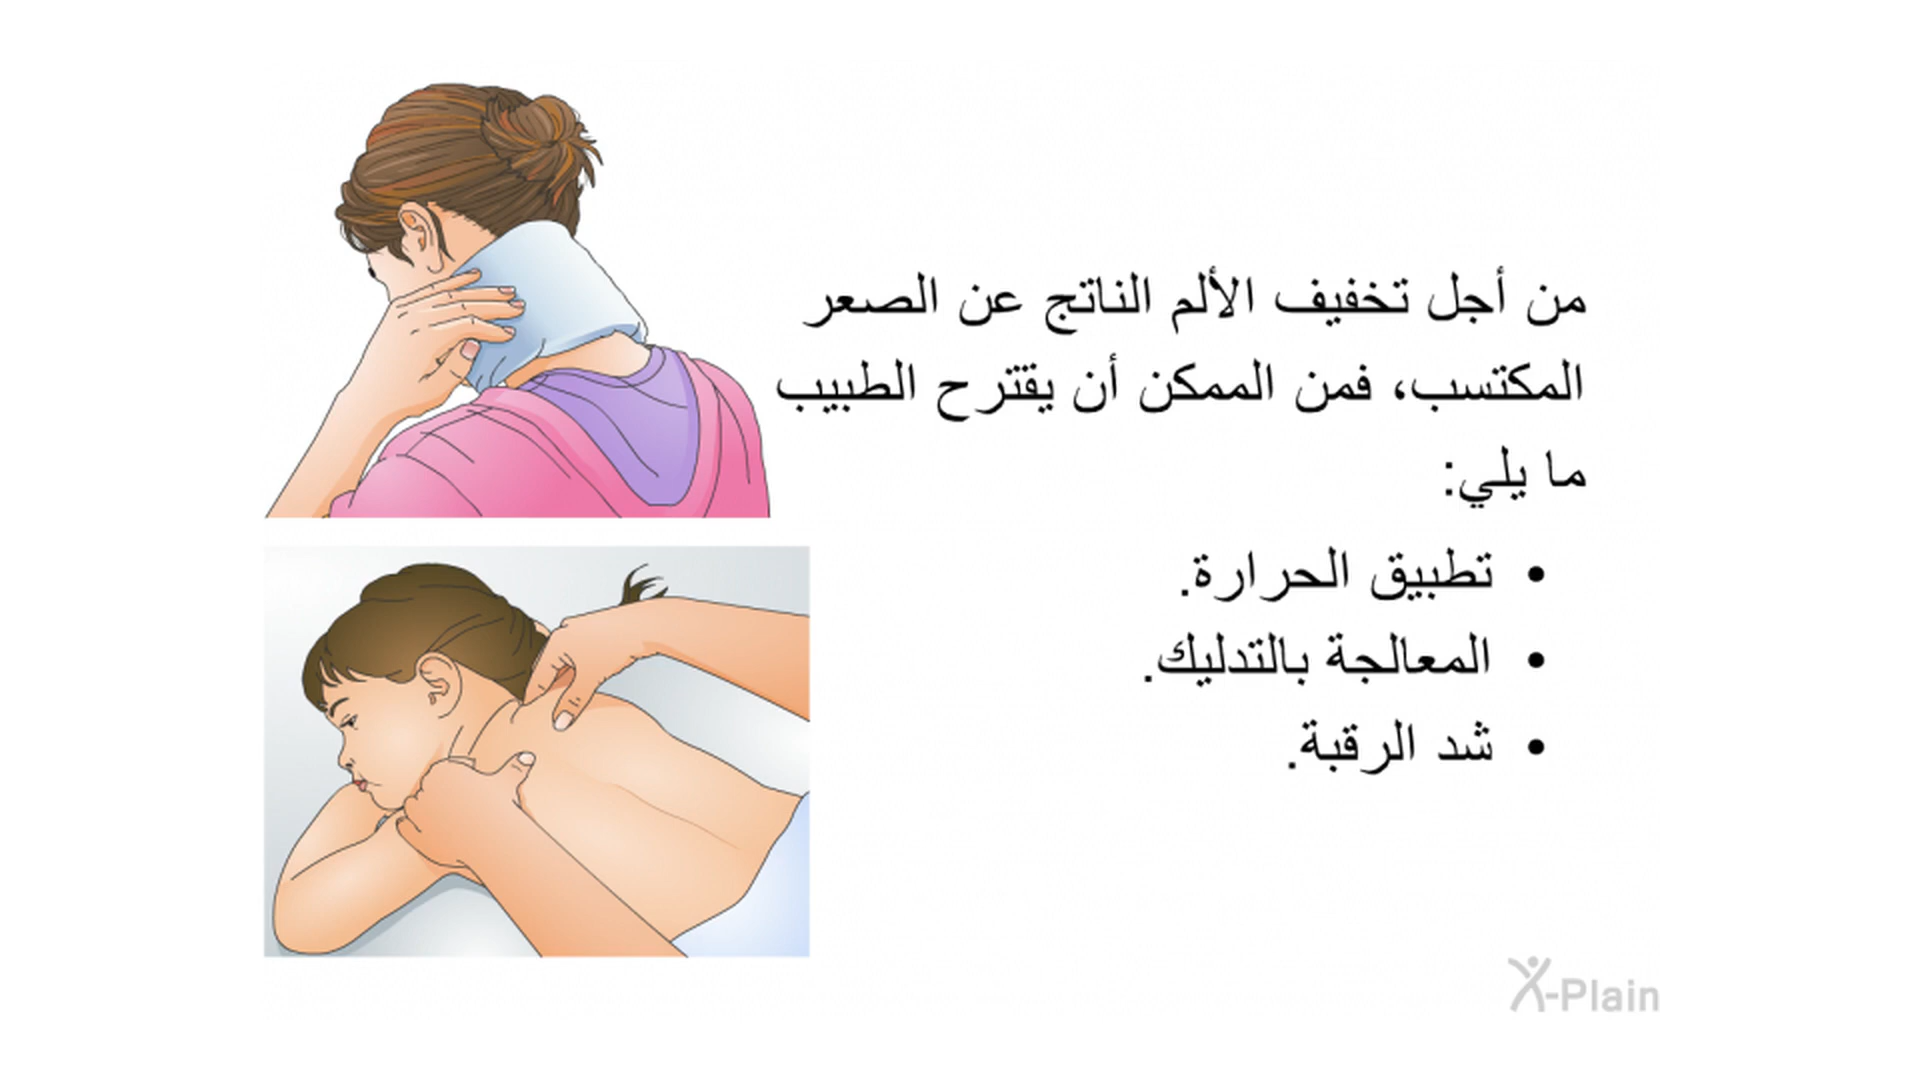 من أجل تخفيف الألم الناتج عن الصعر
المكتسب، فمن الممكن أن يقترح الطبيب
ما يلي:
• تطبيق الحرارة.
• المعالجة بالتدليك.
• شد الرقبة.
X-Plain